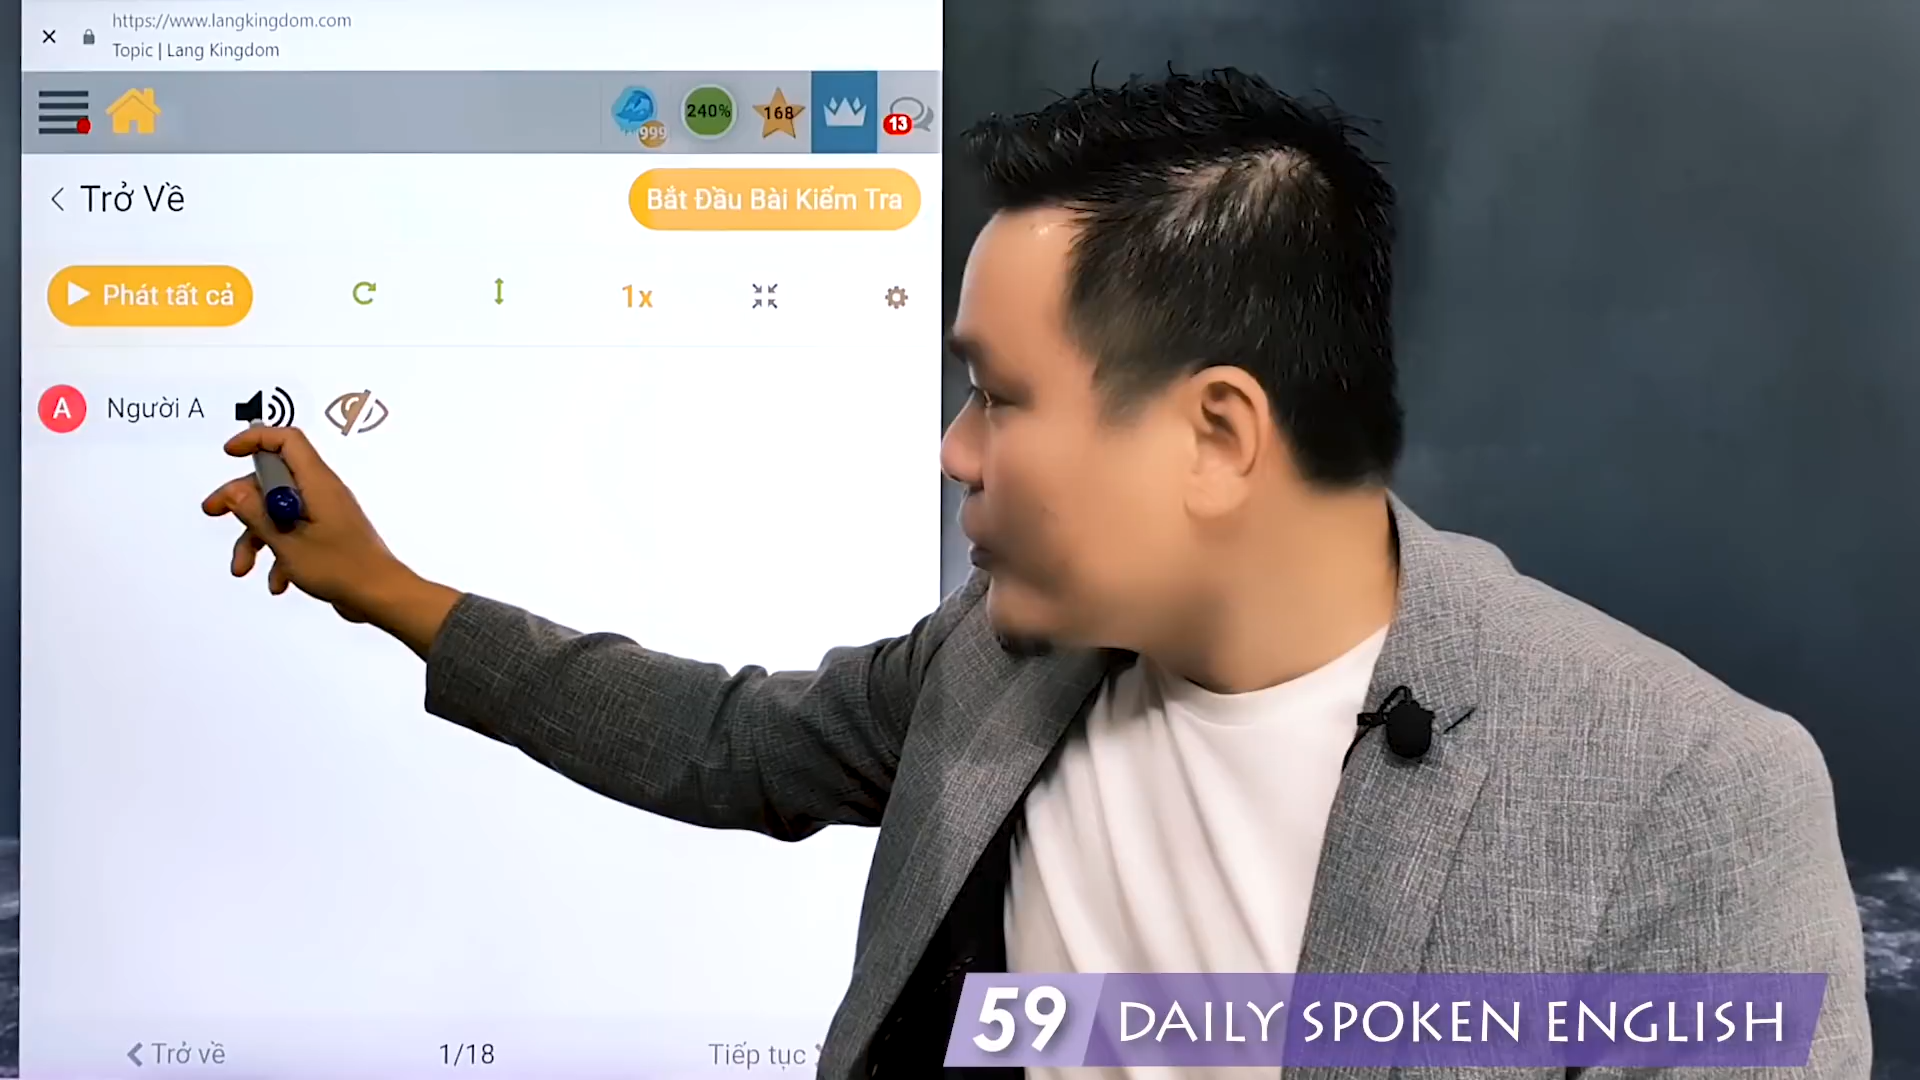 https://www.langkingdom.com
Topic | Lang Kingdom
999
240%
168
13
Trở Về
Bắt Đầu Bài Kiểm Tra
Phát tất cả
1x
A Người A
Trở về
1/18
Tiếp tục
59 DAILY SPOKEN ENGLISH